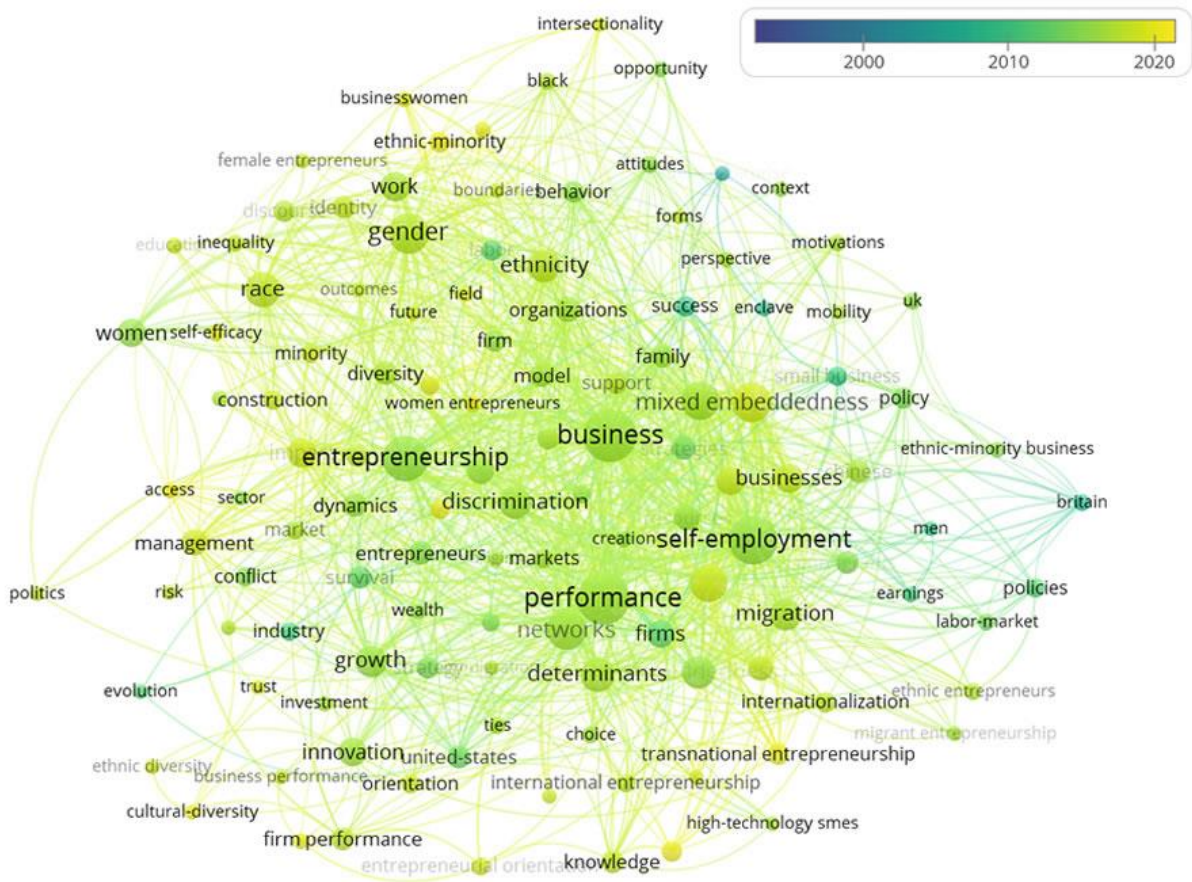 intersectionality
2000 2010 2020
opportunity
black
businesswomen
ethnic-minority
female entrepreneurs
attitudes
work
boundaries
behavior
context
identity
forms
gender
inequality
motivations
ethnicity
perspective
race
outcomes
field
future
organizations
success
enclave
mobility
uk
women
self-efficacy
firm
minority
family
diversity
model
support
small business
construction
women entrepreneurs
mixed embeddedness
policy
business
entrepreneurship
strategies
ethnic-minority business
businesses
chinese
access
sector
dynamics
discrimination
britain
market
management
creation
self-employment
men
entrepreneurs
markets
conflict
survival
politics
risk
performance
earnings
policies
wealth
migration
labor-market
industry
networks
firms
growth
strategy
determinants
evolution
trust
investment
internationalization
ethnic entrepreneurs
ties
choice
migrant entrepreneurship
innovation
united-states
transnational entrepreneurship
ethnic diversity
business performance
orientation
international entrepreneurship
cultural-diversity
high-technology smes
firm performance
entrepreneurial orientation
knowledge